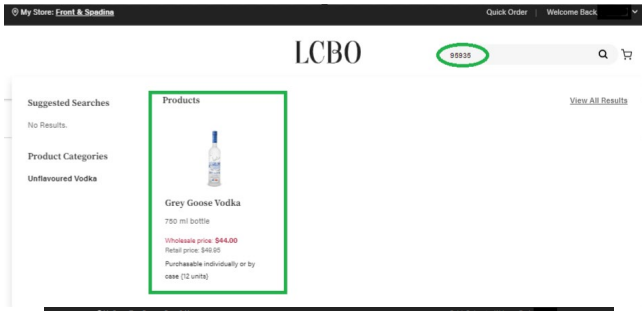 My Store: Front & Spadina
Quick Order | Welcome Back
LCBO
95935
Suggested Searches
No Results.
Product Categories
Unflavoured Vodka
Products
View All Results
Grey Goose Vodka
750 ml bottle
Wholesale price: $44.00
Retail price:
Purchasable individually or by
case (12 units)